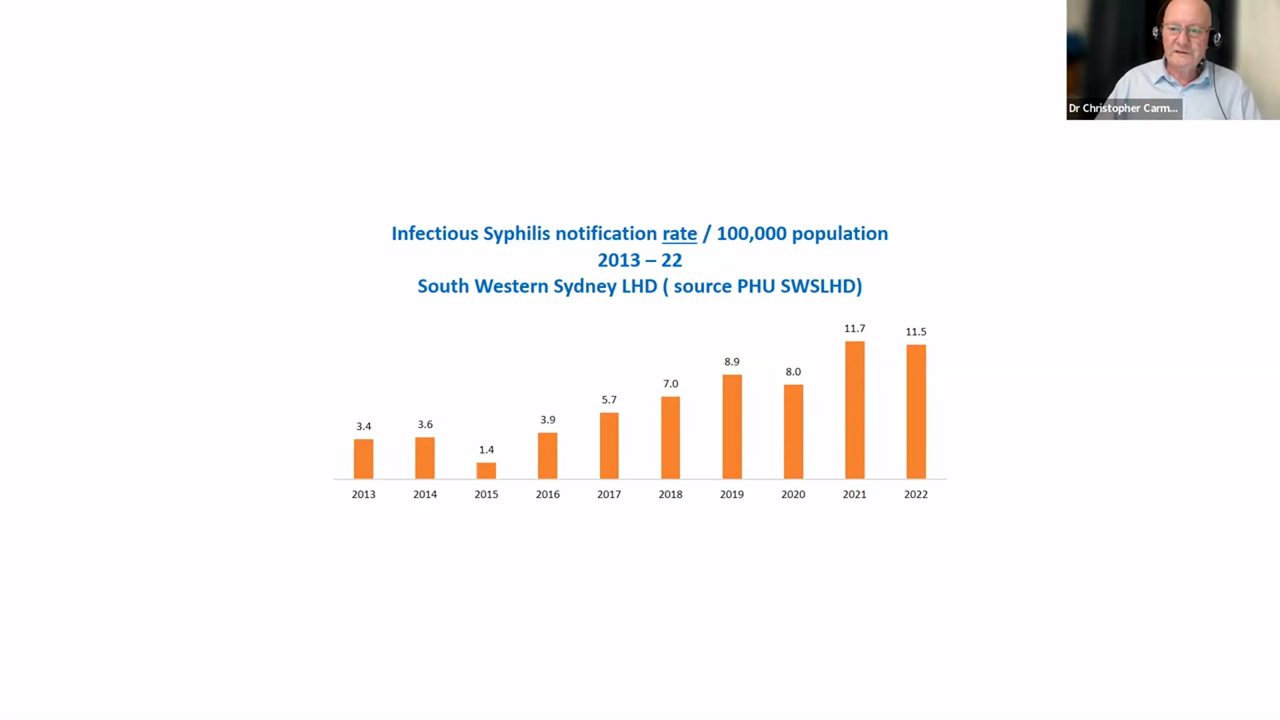 Dr Christopher Carm...
Infectious Syphilis notification rate / 100,000 population
2013 – 22
South Western Sydney LHD ( source PHU SWSLHD)
3.4 3.6 1.4 3.9 5.7 7.0 8.9 8.0 11.7 11.5
2013 2014 2015 2016 2017 2018 2019 2020 2021 2022